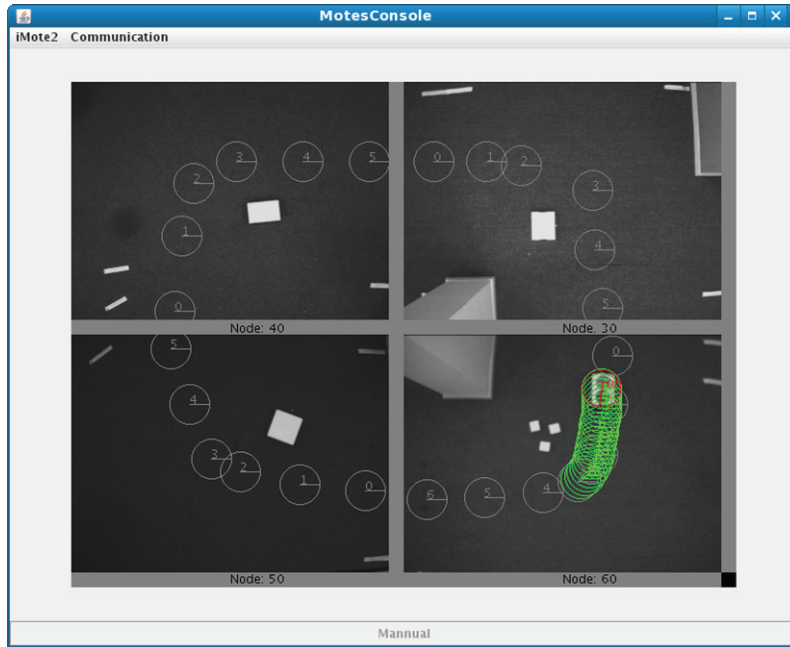 MotesConsole
iMote2 Communication
3 4 5
2
1
0
Node: 40
0 1 2
3
4
5
Node: 30
5
4
3 2 1 0
Node: 50
0
6 5 4
Node: 60
Mannual